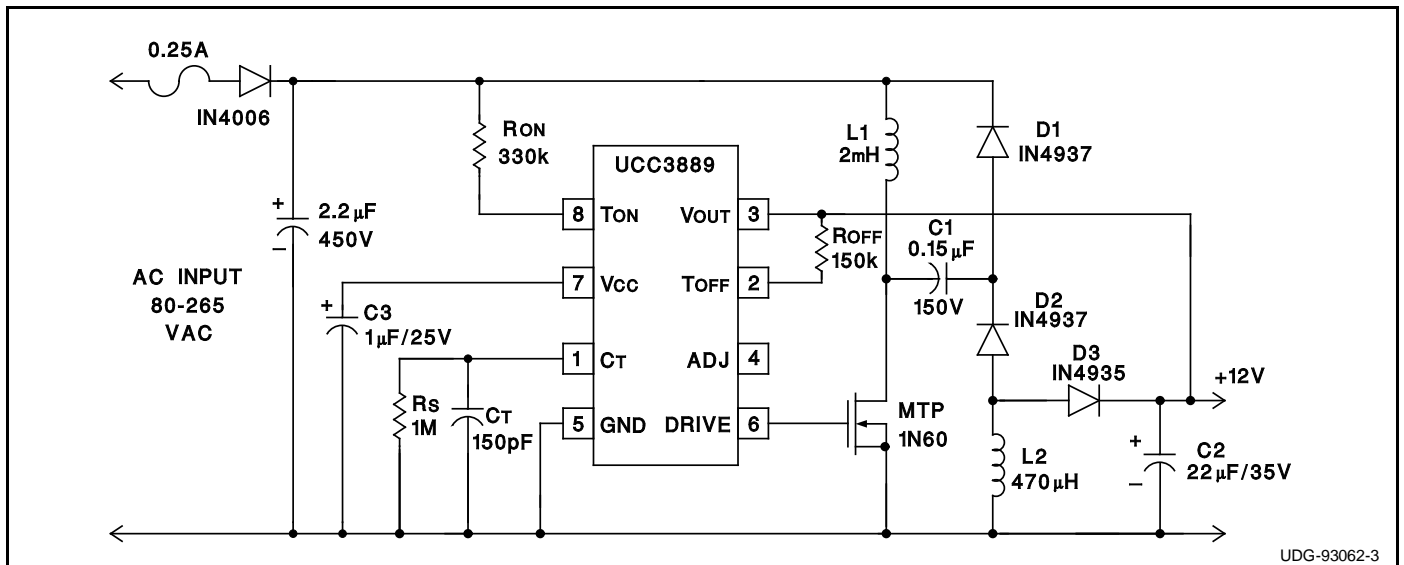 0.25A
IN4006
RON
330k
L1
2mH
D1
IN4937
UCC3889
+
2.2µF
450V
–
8
TON
VOUT
3
ROFF
150k
C1
0.15µF
150V
AC INPUT
80-265
VAC
7
VCC
TOFF
2
+
C3
1µF/25V
D2
IN4937
1
CT
ADJ
4
D3
IN4935
+12V
RS
1M
CT
150pF
5
GND
DRIVE
6
MTP
1N60
L2
470µH
+
C2
22µF/35V
–
UDG-93062-3